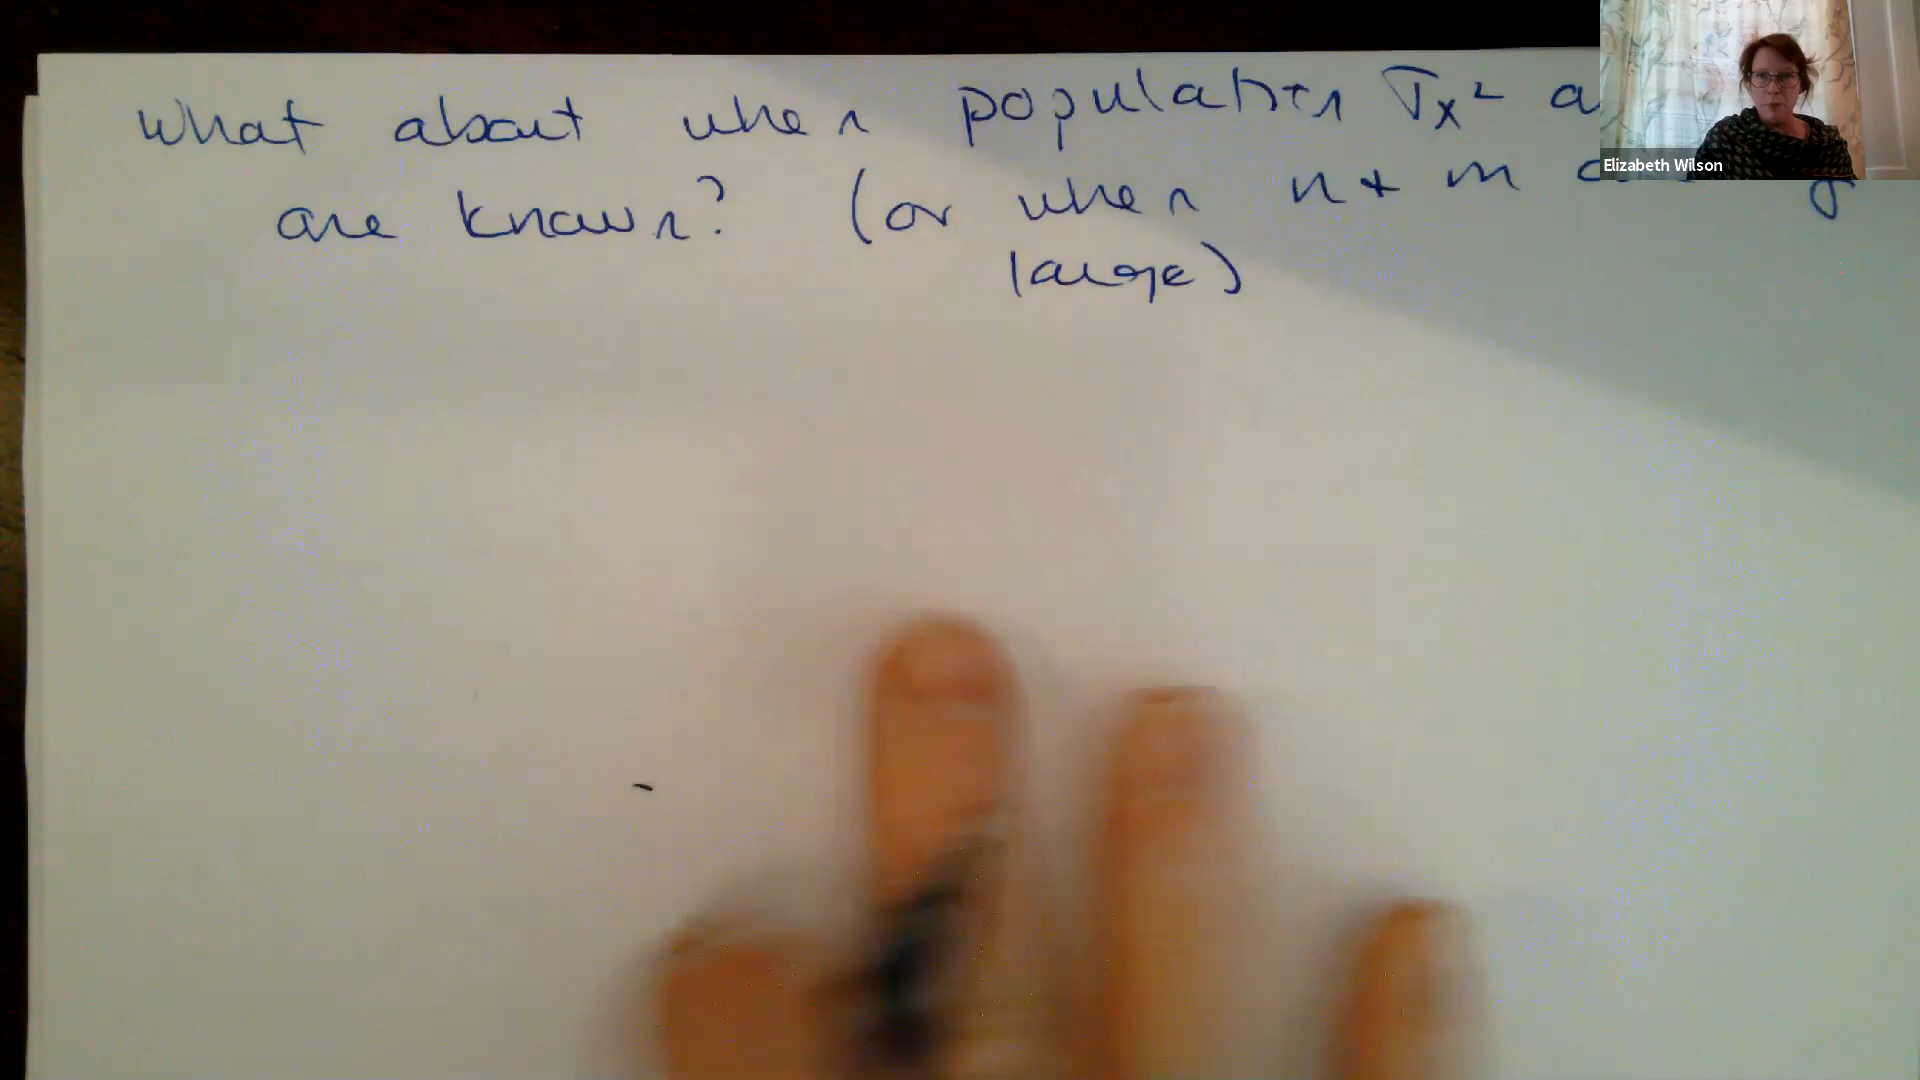 What about when population σx² a
are known? (or when n + m
large)
Elizabeth Wilson